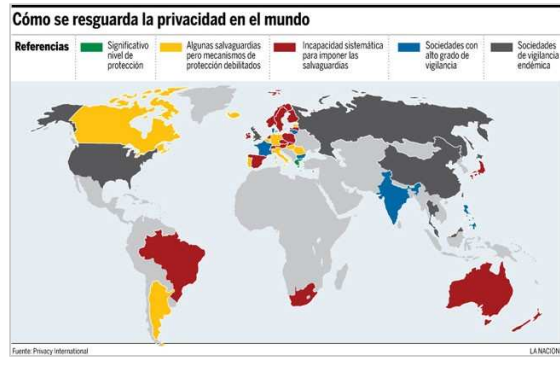 Cómo se resguarda la privacidad en el mundo
Referencias
Significativo
nivel de
protección
Algunas salvaguardias
pero mecanismos de
protección debilitados
Incapacidad sistemática
para imponer las
salvaguardias
Sociedades con
alto grado de
vigilancia
Sociedades
de vigilancia
endémica
Fuente: Privacy International
LA NACION